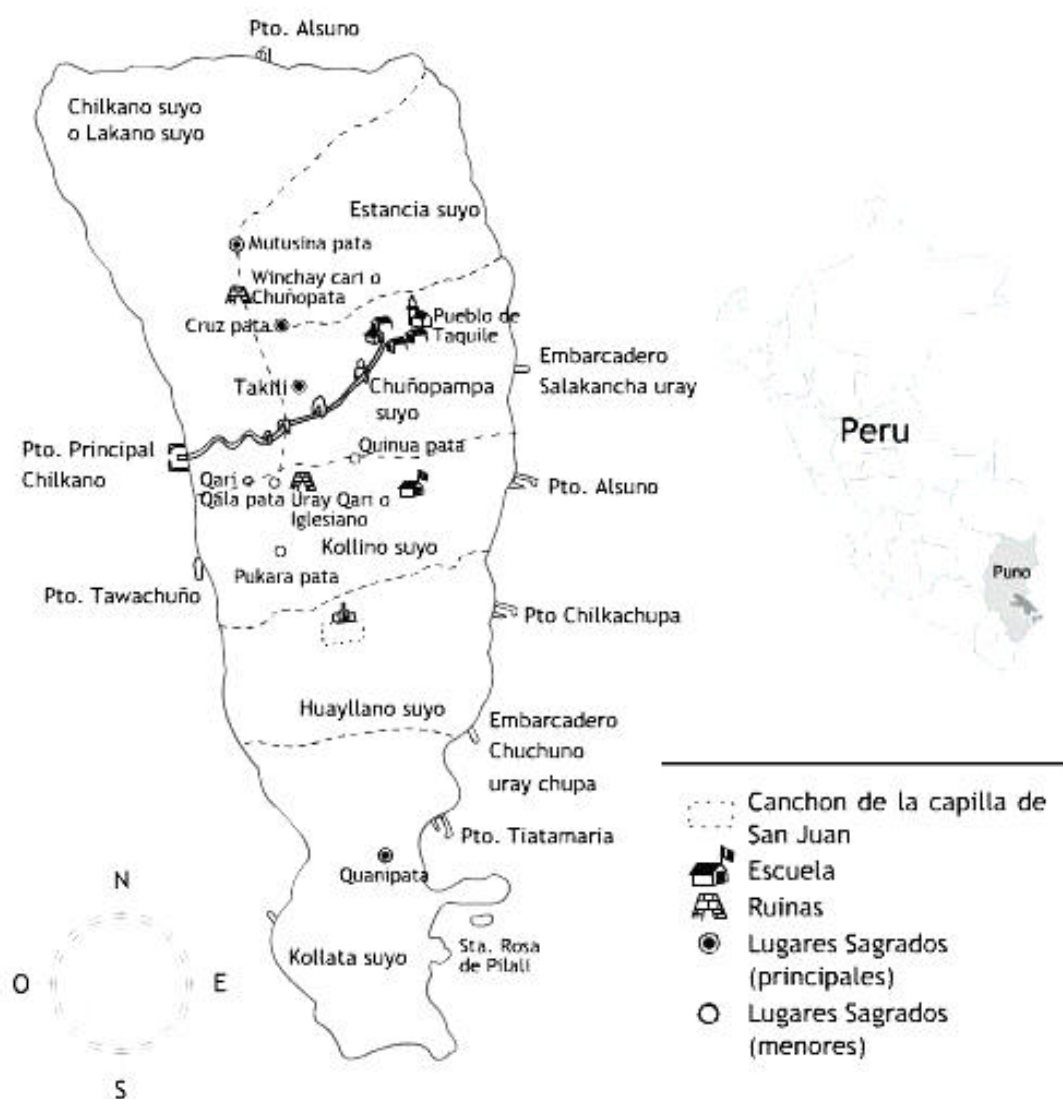 Pto. Alsuno
Chilkano suyo
o Lakano suyo
Estancia suyo
Mutusina pata
Winchay cari o
Chuñopata
Cruz pata
Pueblo de
Taquile
Embarcadero
Salakancha uray
Takili
Chuñopampa
suyo
Pto. Principal
Chilkano
Quinua pata
Qari
Qala pata
Uray Qari o
Iglesiano
Pto. Alsuno
Kollino suyo
Pukara pata
Pto. Tawachuño
Pto Chilkachupa
Huayllano suyo
Embarcadero
Chuchuno
uray chupa
Pto. Tiatamaria
Quanipata
Kollata suyo
Sta. Rosa
de Pilali
N
O
E
S
Peru
Puno
Canchon de la capilla de
San Juan
Escuela
Ruinas
Lugares Sagrados
(principales)
Lugares Sagrados
(menores)